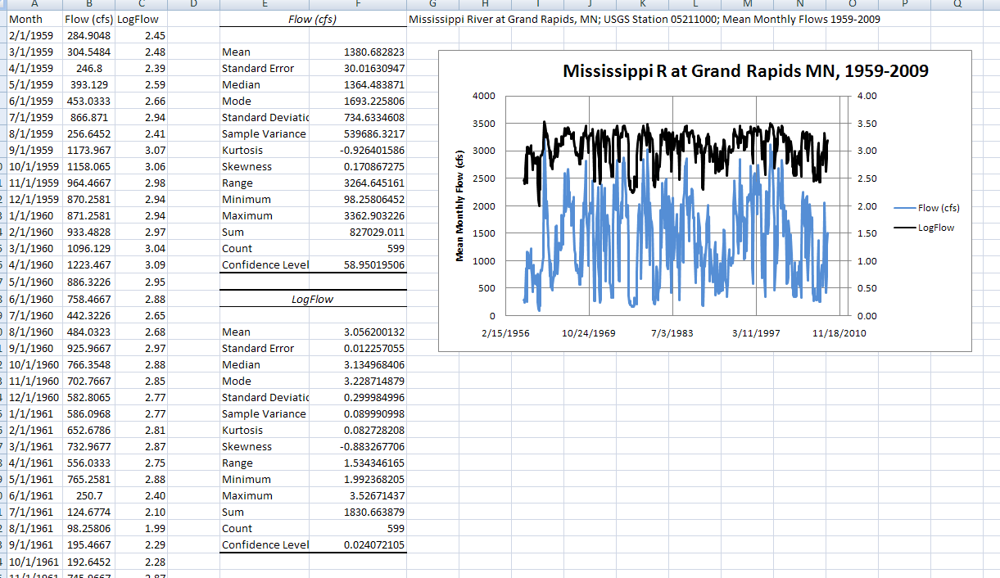 A B C D E F G H I J K L M N O P Q
Month Flow (cfs) LogFlow Flow (cfs) Mississippi River at Grand Rapids, MN; USGS Station 05211000; Mean Monthly Flows 1959-2009
2/1/1959 284.9048 2.45
3/1/1959 304.5484 2.48 Mean 1380.682823
4/1/1959 246.8 2.39 Standard Error 30.01630947
5/1/1959 393.129 2.59 Median 1364.483871
6/1/1959 453.0333 2.66 Mode 1693.225806
7/1/1959 866.871 2.94 Standard Deviatic 734.6334608
8/1/1959 256.6452 2.41 Sample Variance 539686.3217
9/1/1959 1173.967 3.07 Kurtosis -0.926401586
10/1/1959 1158.065 3.06 Skewness 0.170867275
11/1/1959 964.4667 2.98 Range 3264.645161
12/1/1959 870.2581 2.94 Minimum 98.25806452
1/1/1960 871.2581 2.94 Maximum 3362.903226
2/1/1960 933.4828 2.97 Sum 827029.011
3/1/1960 1096.129 3.04 Count 599
4/1/1960 1223.467 3.09 Confidence Level 58.95019506
5/1/1960 886.3226 2.95
6/1/1960 758.4667 2.88 LogFlow
7/1/1960 442.3226 2.65
8/1/1960 484.0323 2.68 Mean 3.056200132
9/1/1960 925.9667 2.97 Standard Error 0.012257055
10/1/1960 766.3548 2.88 Median 3.134968406
11/1/1960 702.7667 2.85 Mode 3.228714879
12/1/1960 582.8065 2.77 Standard Deviatic 0.299984996
1/1/1961 586.0968 2.77 Sample Variance 0.089990998
2/1/1961 652.6786 2.81 Kurtosis 0.082728208
3/1/1961 732.9677 2.87 Skewness -0.883267706
4/1/1961 556.0333 2.75 Range 1.534346165
5/1/1961 765.2581 2.88 Minimum 1.992368205
6/1/1961 250.7 2.40 Maximum 3.52671437
7/1/1961 124.6774 2.10 Sum 1830.663879
8/1/1961 98.25806 1.99 Count 599
9/1/1961 195.4667 2.29 Confidence Level 0.024072105
10/1/1961 192.6452 2.28
11/1/1961 745.9667 2.87
Mississippi R at Grand Rapids MN, 1959-2009
Mean Monthly Flow (cfs)
4000 4.00
3500 3.50
3000 3.00
2500 2.50
2000 2.00
1500 1.50
1000 1.00
500 0.50
0 0.00
2/15/1956 10/24/1969 7/3/1983 3/11/1997 11/18/2010
Flow (cfs)
LogFlow